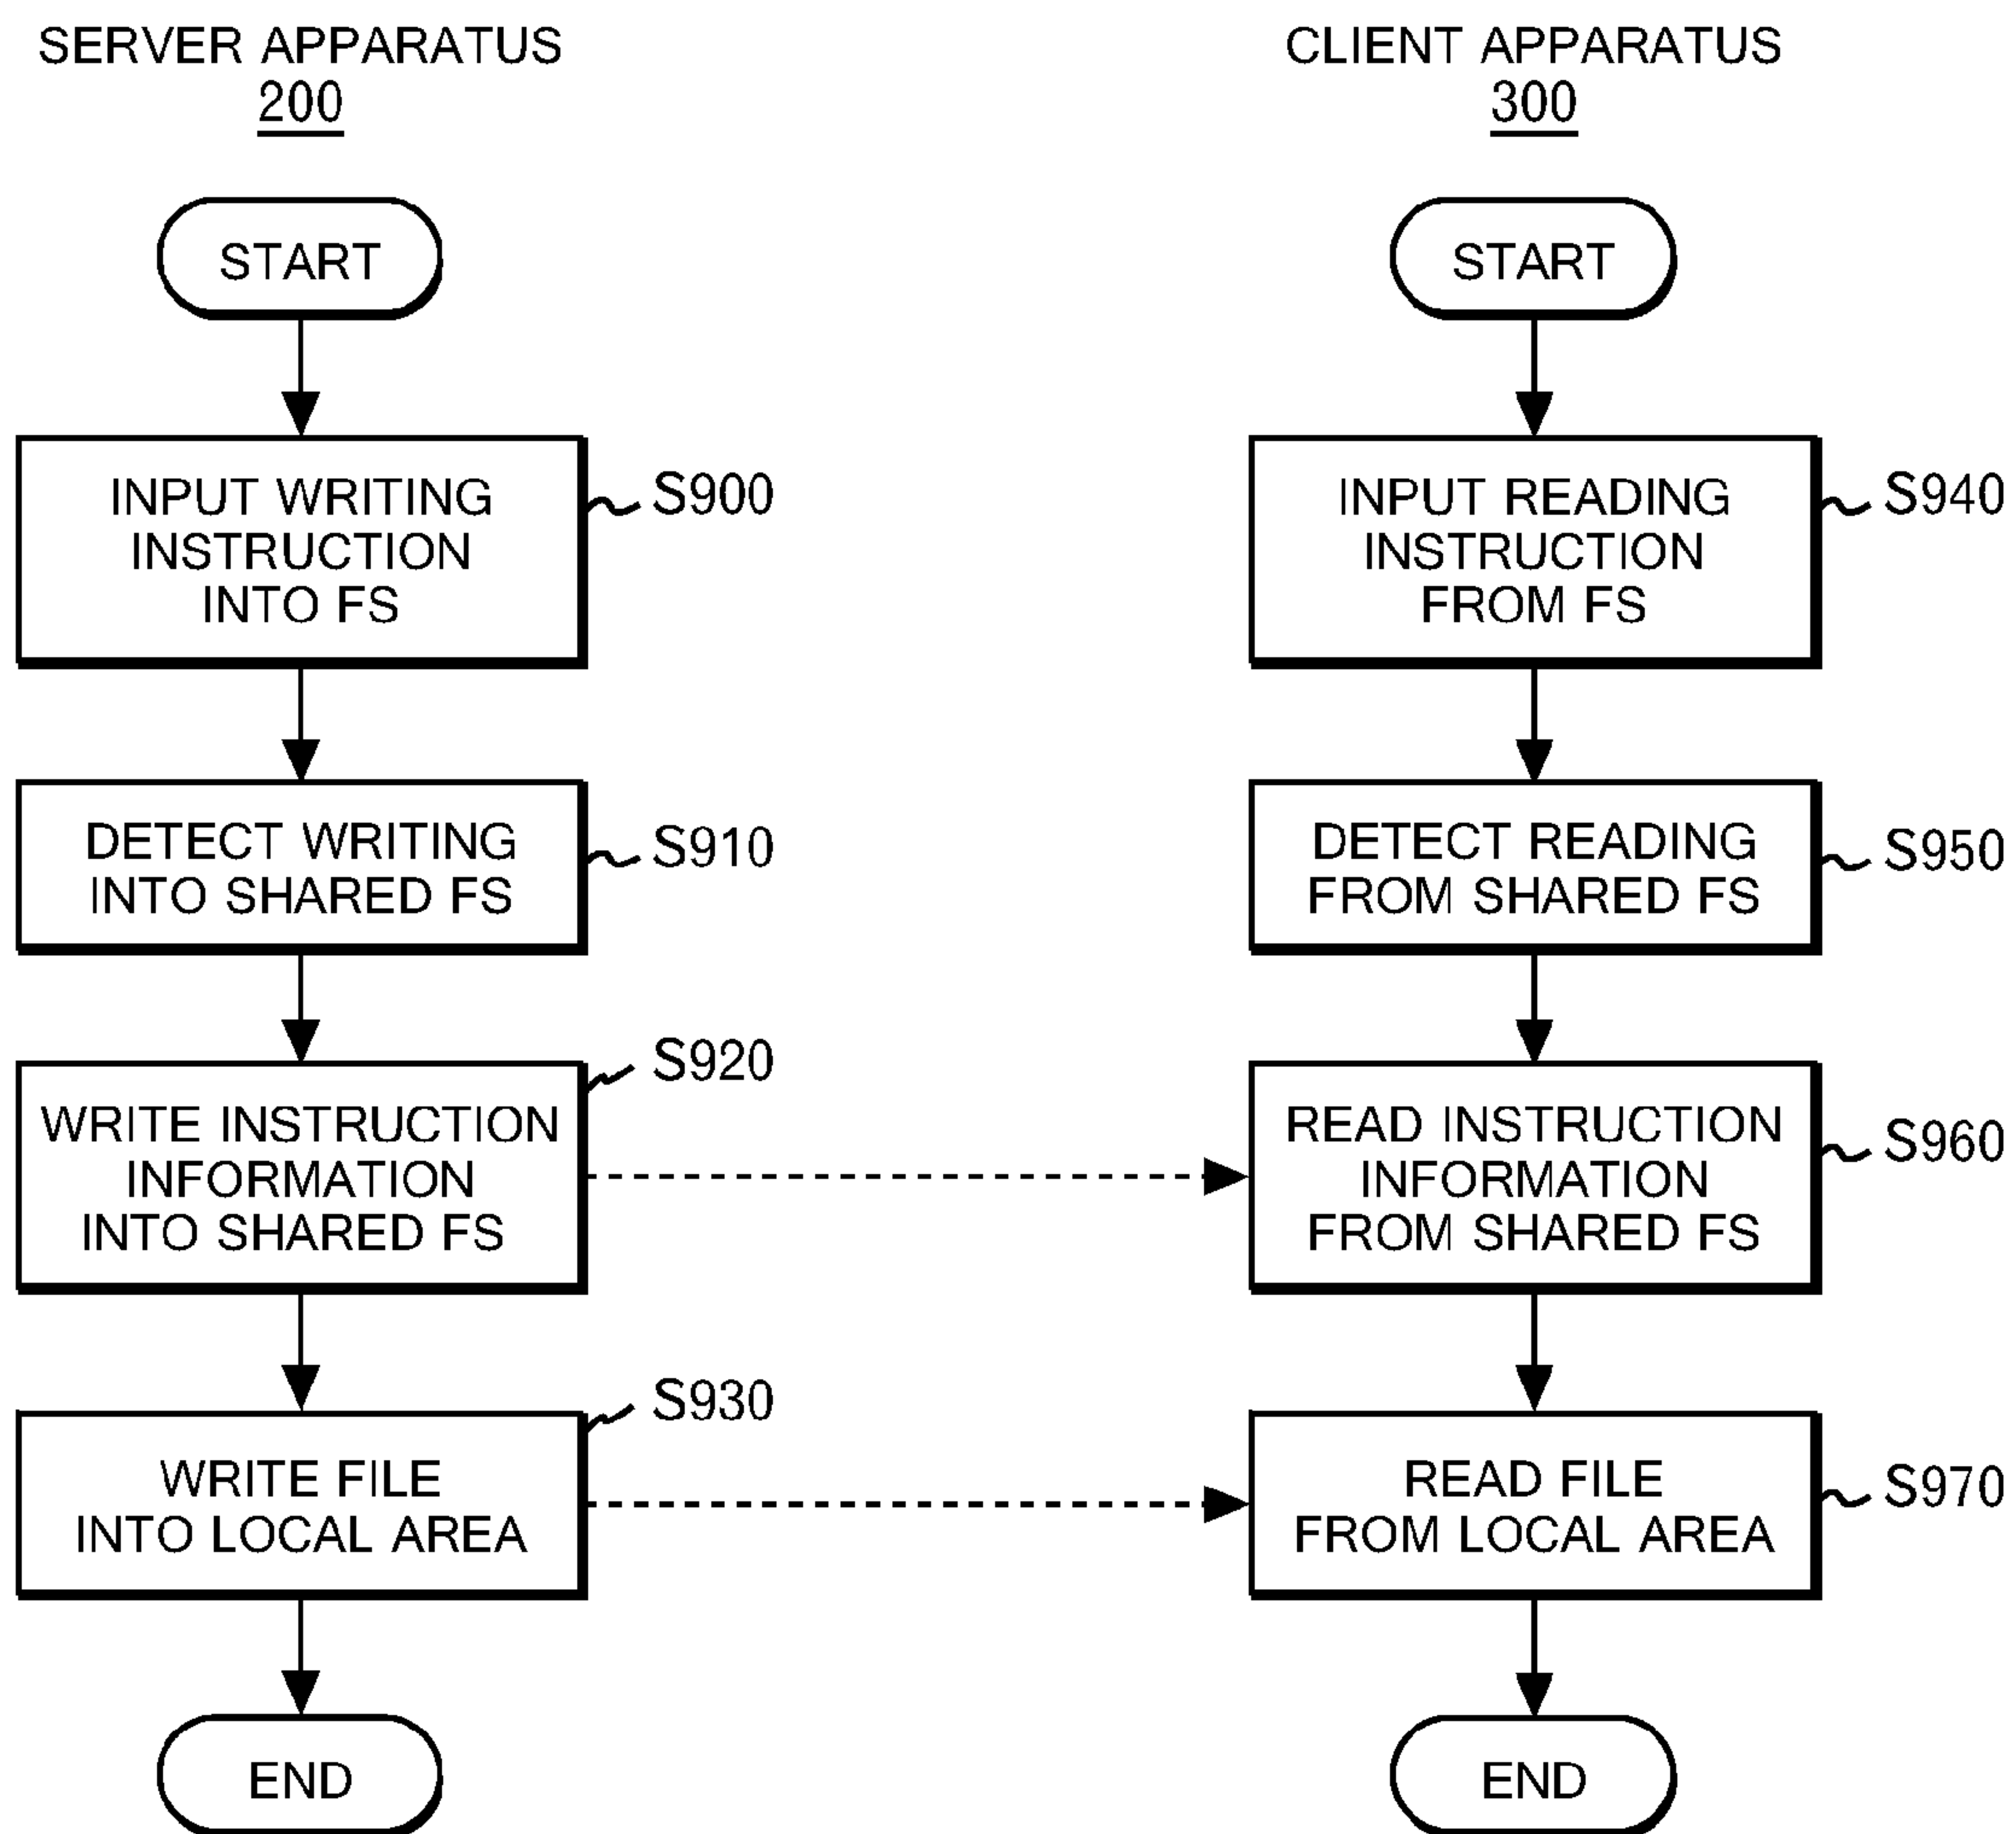 SERVER APPARATUS
200
START
INPUT WRITING
INSTRUCTION
INTO FS
S900
DETECT WRITING
INTO SHARED FS
S910
WRITE INSTRUCTION
INFORMATION
INTO SHARED FS
S920
WRITE FILE
INTO LOCAL AREA
S930
END
CLIENT APPARATUS
300
START
INPUT READING
INSTRUCTION
FROM FS
S940
DETECT READING
FROM SHARED FS
S950
READ INSTRUCTION
INFORMATION
FROM SHARED FS
S960
READ FILE
FROM LOCAL AREA
S970
END